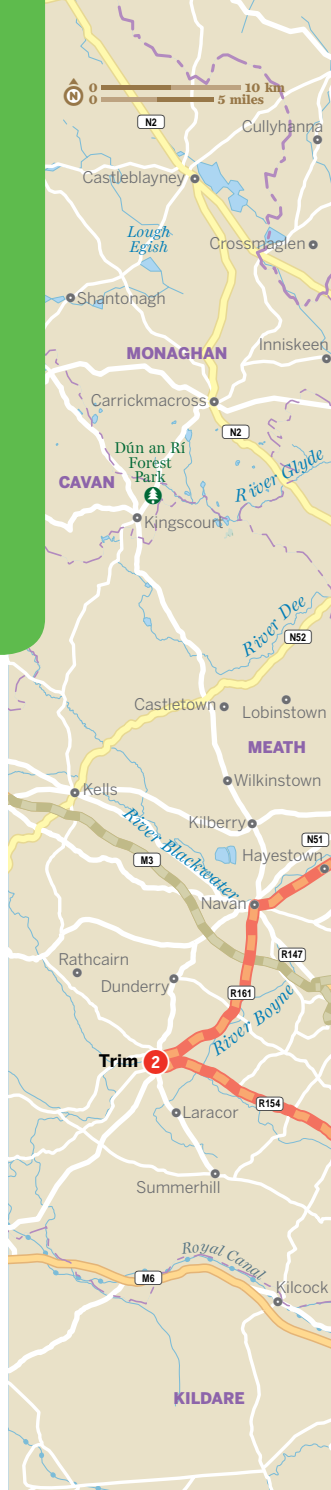 N
0 10 km
0 5 miles
N2
Cullyhanna
Castleblayney
Lough
Egish
Crossmaglen
Shantonagh
Inniskeen
MONAGHAN
Carrickmacross
N2
Dún an Rí
Forest
Park
CAVAN
River Glyde
Kingscourt
River Dee
N52
Castletown
Lobinstown
MEATH
Wilkinstown
Kells
Kilberry
River Blackwater
N51
Hayestown
M3
Navan
R147
Rathcairn
Dunderry
R161
River Boyne
Trim 2
R154
Laracor
Summerhill
Royal Canal
M6
Kilcock
KILDARE